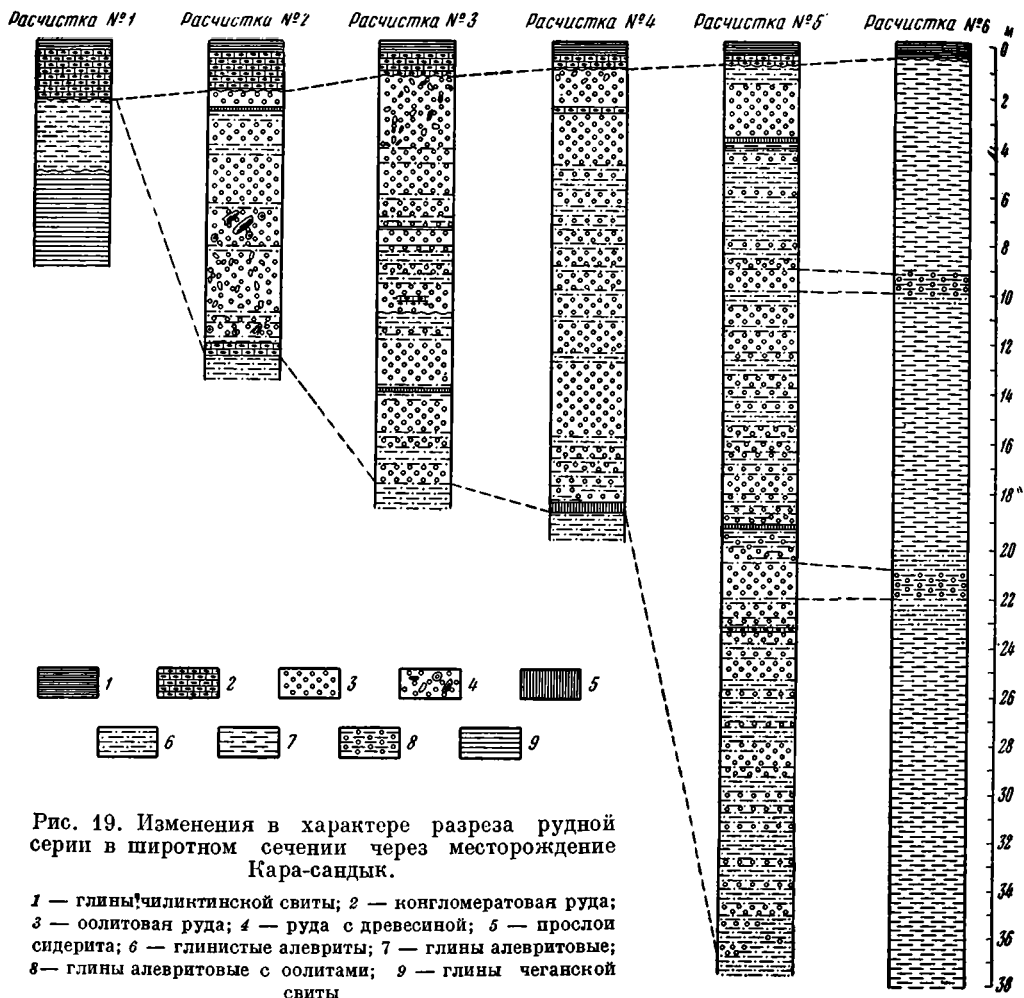 Расчистка №1 Расчистка №2 Расчистка №3 Расчистка №4 Расчистка №5 Расчистка №6
м
0
2
4
6
8
10
12
14
16
18
20
22
24
26
28
30
32
34
36
38
1 2 3 4 5
6 7 8 9
Рис. 19. Изменения в характере разреза рудной
серии в широтном сечении через месторождение
Кара-сандык.
1 — глины чиликтинской свиты; 2 — конгломератовая руда;
3 — оолитовая руда; 4 — руда с древесиной; 5 — прослои
сидерита; 6 — глинистые алевриты; 7 — глины алевритовые;
8— глины алевритовые с оолитами; 9 — глины чеганской
свиты